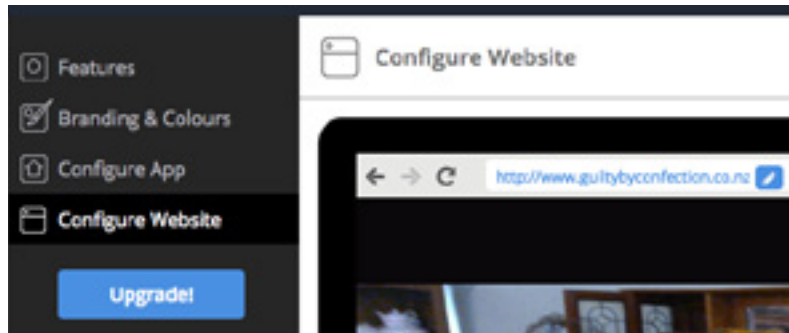 Features
Branding & Colours
Configure App
Configure Website
Upgrade!
Configure Website
http://www.guiltybyconfection.co.nz